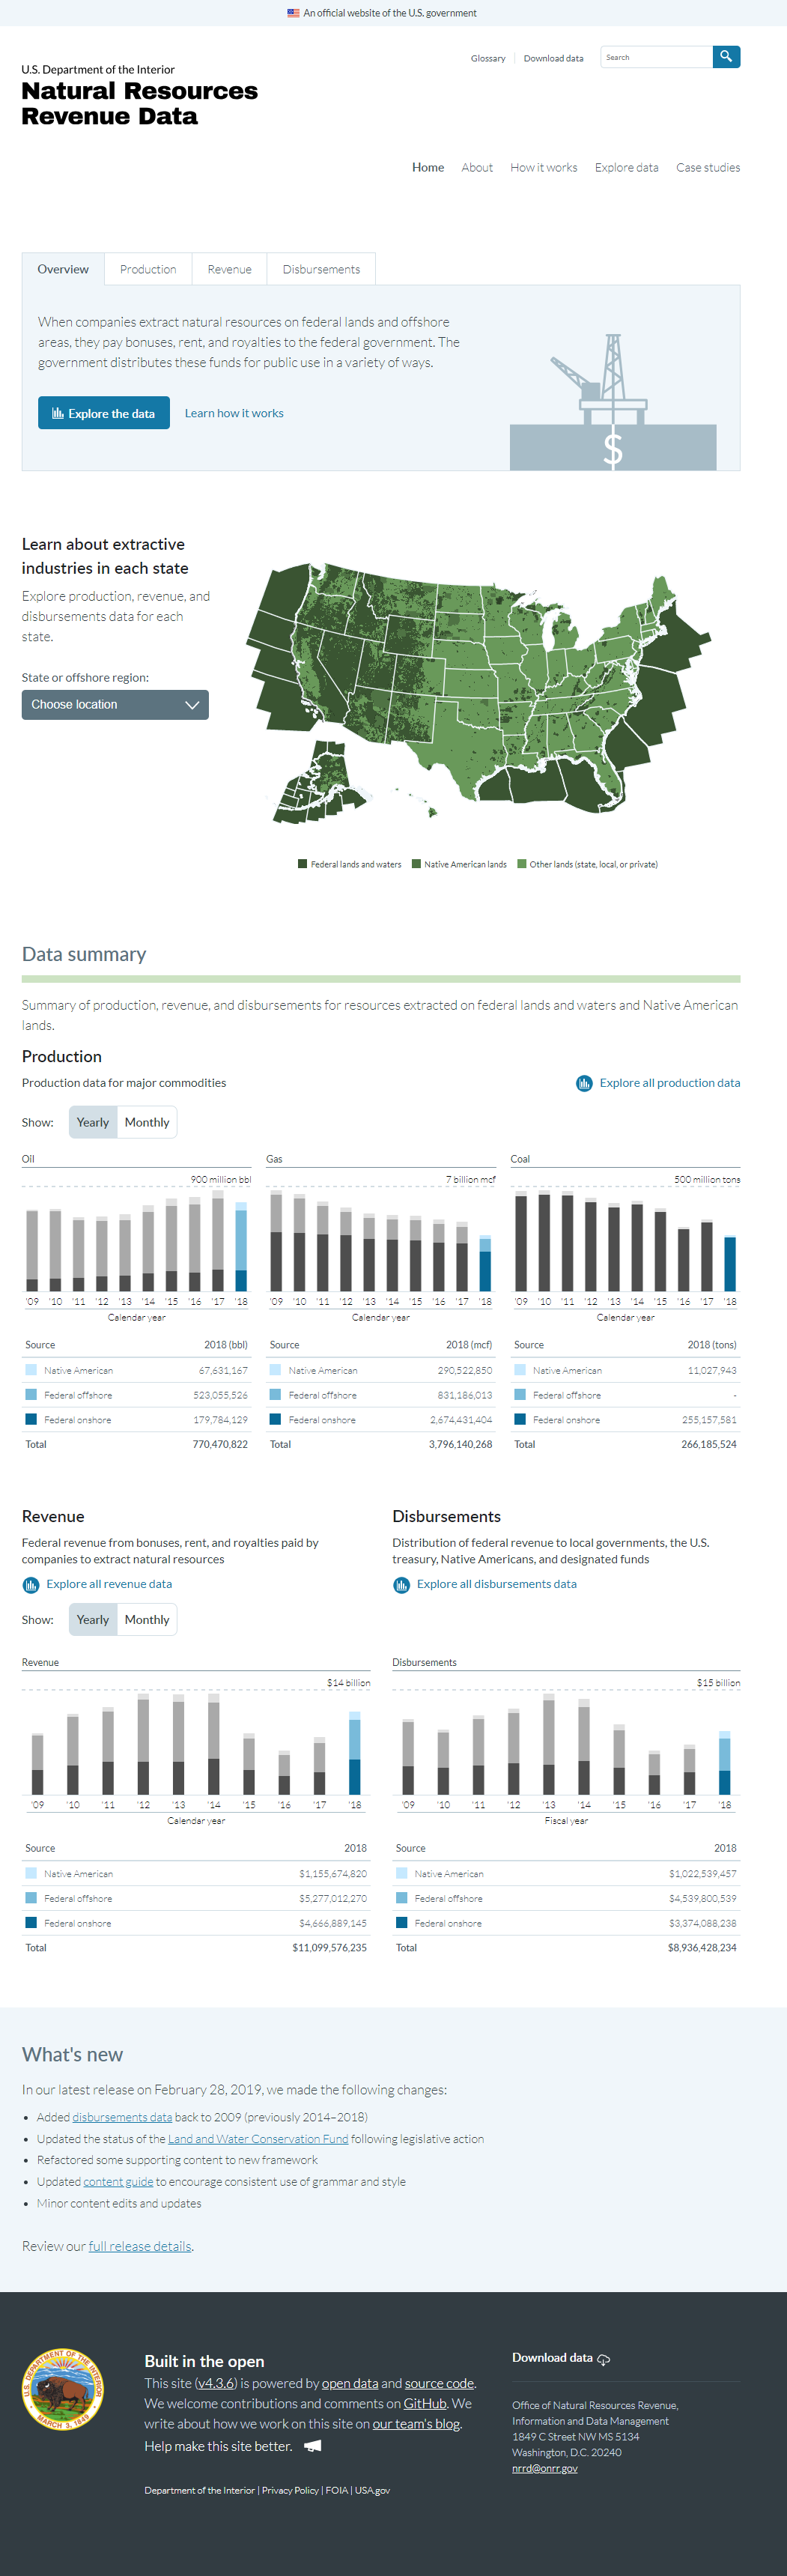 An official website of the U.S. government
Glossary
Download data
Search
U.S. Department of the Interior
Natural Resources
Revenue Data
Home About How it works Explore data Case studies
Overview Production Revenue Disbursements
When companies extract natural resources on federal lands and offshore
areas, they pay bonuses, rent, and royalties to the federal government. The
government distributes these funds for public use in a variety of ways.
Explore the data Learn how it works
$
Learn about extractive
industries in each state
Explore production, revenue, and
disbursements data for each
state.
State or offshore region:
Choose location
Federal lands and waters Native American lands Other lands (state, local, or private)
Data summary
Summary of production, revenue, and disbursements for resources extracted on federal lands and waters and Native American
lands.
Production
Production data for major commodities
Explore all production data
Show: Yearly Monthly
Oil
900 million bbl
'09 '10 '11 '12 '13 '14 '15 '16 '17 '18
Calendar year
Source 2018 (bbl)
Native American 67,631,167
Federal offshore 523,055,526
Federal onshore 179,784,129
Total 770,470,822
Gas
7 billion mcf
'09 '10 '11 '12 '13 '14 '15 '16 '17 '18
Calendar year
Source 2018 (mcf)
Native American 290,522,850
Federal offshore 831,186,013
Federal onshore 2,674,431,404
Total 3,796,140,268
Coal
500 million tons
'09 '10 '11 '12 '13 '14 '15 '16 '17 '18
Calendar year
Source 2018 (tons)
Native American 11,027,943
Federal offshore -
Federal onshore 255,157,581
Total 266,185,524
Revenue
Federal revenue from bonuses, rent, and royalties paid by
companies to extract natural resources
Explore all revenue data
Show: Yearly Monthly
Revenue
$14 billion
'09 '10 '11 '12 '13 '14 '15 '16 '17 '18
Calendar year
Source 2018
Native American $1,155,674,820
Federal offshore $5,277,012,270
Federal onshore $4,666,889,145
Total $11,099,576,235
Disbursements
Distribution of federal revenue to local governments, the U.S.
treasury, Native Americans, and designated funds
Explore all disbursements data
Disbursements
$15 billion
'09 '10 '11 '12 '13 '14 '15 '16 '17 '18
Fiscal year
Source 2018
Native American $1,022,539,457
Federal offshore $4,539,800,539
Federal onshore $3,374,088,238
Total $8,936,428,234
What's new
In our latest release on February 28, 2019, we made the following changes:
• Added disbursements data back to 2009 (previously 2014–2018)
• Updated the status of the Land and Water Conservation Fund following legislative action
• Refactored some supporting content to new framework
• Updated content guide to encourage consistent use of grammar and style
• Minor content edits and updates
Review our full release details.
U.S. DEPARTMENT OF THE INTERIOR
MARCH 3, 1849
Built in the open
This site (v4.3.6) is powered by open data and source code.
We welcome contributions and comments on GitHub. We
write about how we work on this site on our team's blog.
Help make this site better.
Department of the Interior | Privacy Policy | FOIA | USA.gov
Download data
Office of Natural Resources Revenue,
Information and Data Management
1849 C Street NW MS 5134
Washington, D.C. 20240
nrrd@onrr.gov